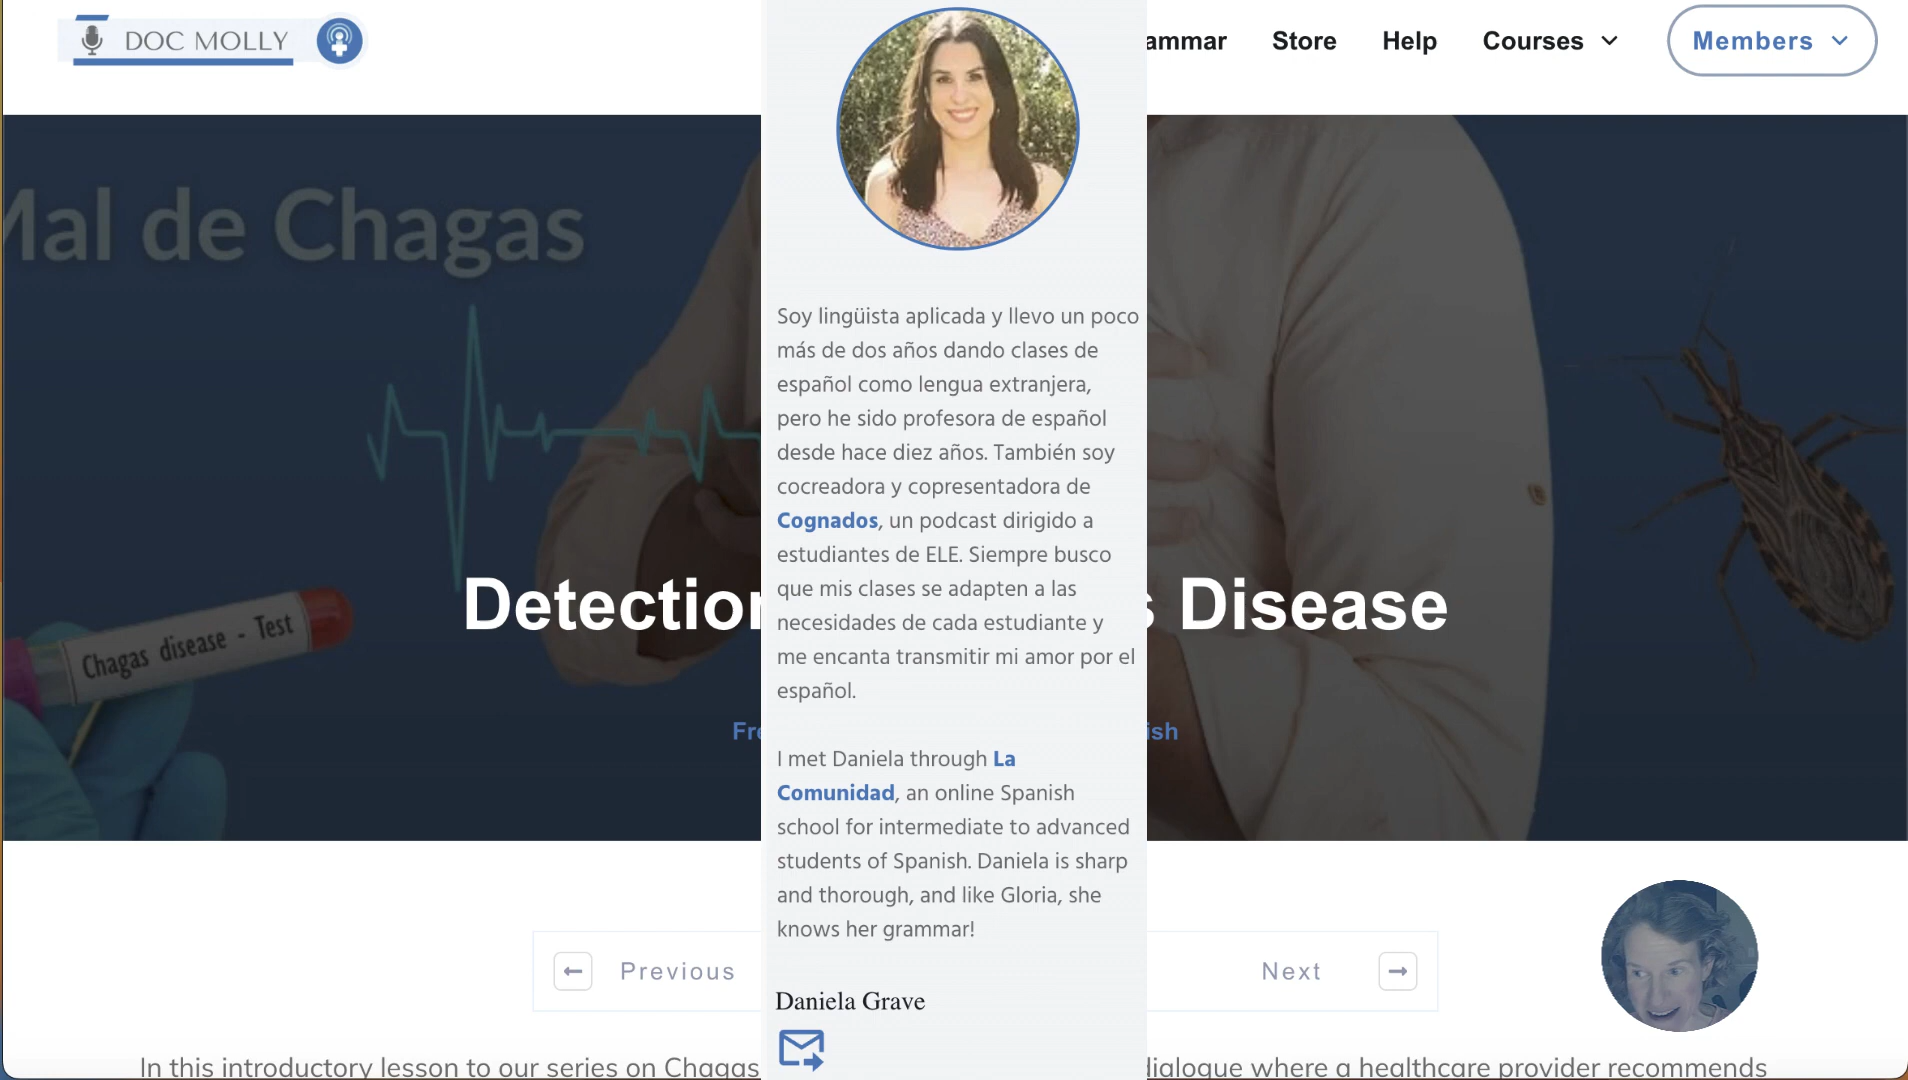 DOC MOLLY
ammar Store Help Courses Members
Mal de Chagas
Chagas disease - Test
Detection
s Disease
Fre
ish
Soy lingüista aplicada y llevo un poco
más de dos años dando clases de
español como lengua extranjera,
pero he sido profesora de español
desde hace diez años. También soy
cocreadora y copresentadora de
Cognados, un podcast dirigido a
estudiantes de ELE. Siempre busco
que mis clases se adapten a las
necesidades de cada estudiante y
me encanta transmitir mi amor por el
español.
I met Daniela through La
Comunidad, an online Spanish
school for intermediate to advanced
students of Spanish. Daniela is sharp
and thorough, and like Gloria, she
knows her grammar!
Daniela Grave
Previous
Next
In this introductory lesson to our series on Chagas
dialogue where a healthcare provider recommends